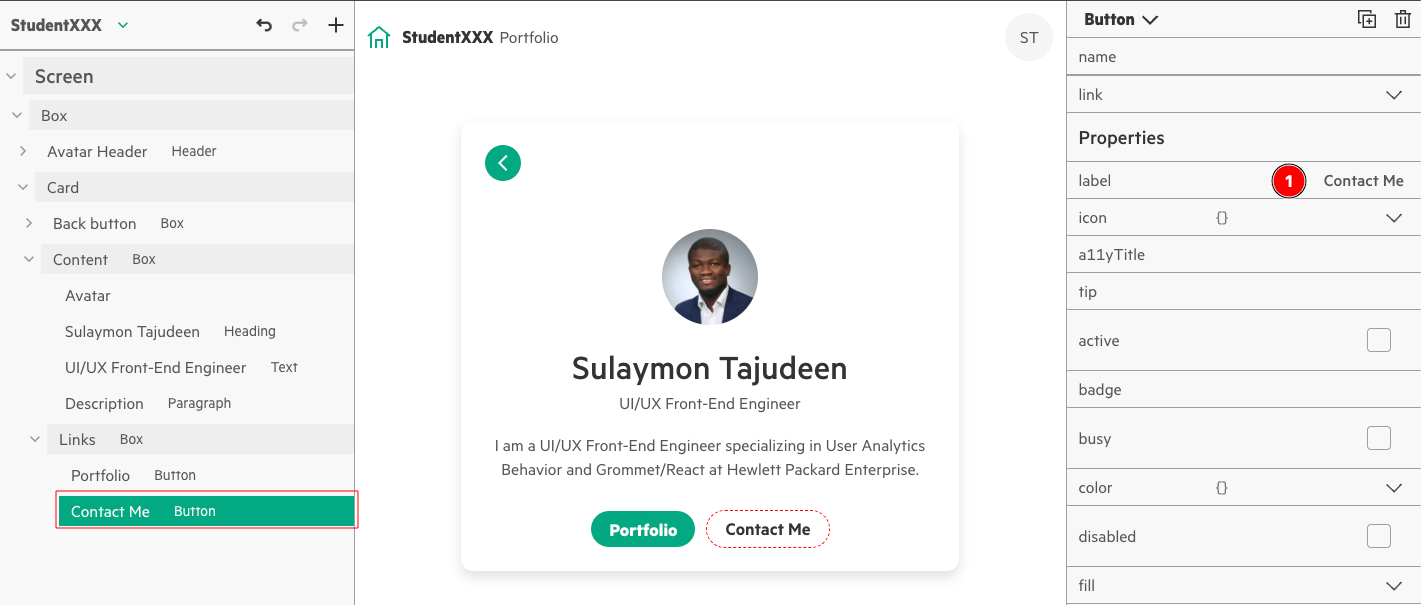 StudentXXX
Screen
Box
Avatar Header Header
Card
Back button Box
Content Box
Avatar
Sulaymon Tajudeen Heading
UI/UX Front-End Engineer Text
Description Paragraph
Links Box
Portfolio Button
Contact Me Button
StudentXXX Portfolio
ST
Sulaymon Tajudeen
UI/UX Front-End Engineer
I am a UI/UX Front-End Engineer specializing in User Analytics
Behavior and Grommet/React at Hewlett Packard Enterprise.
Portfolio Contact Me
Button
name
link
Properties
label 1 Contact Me
icon {}
a11yTitle
tip
active
badge
busy
color {}
disabled
fill